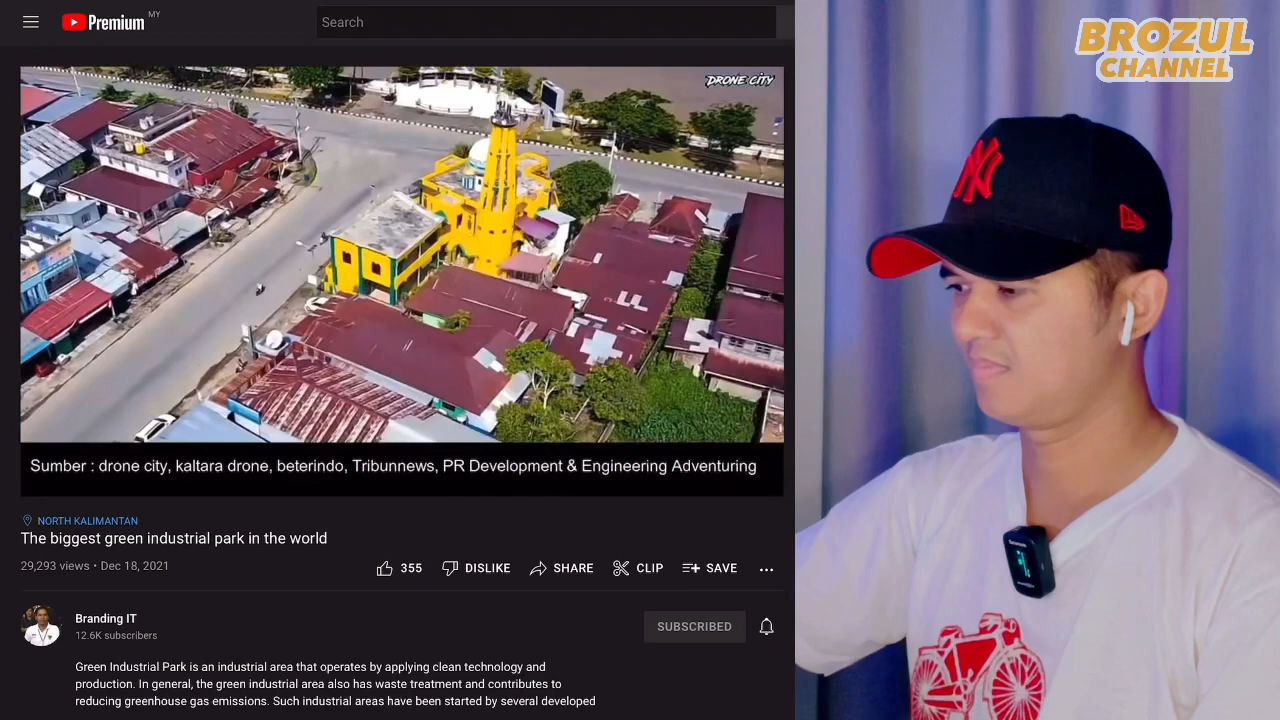 Premium MY
Search
BROZUL
CHANNEL
DRONE CITY
NY
Sumber : drone city, kaltara drone, beterindo, Tribunnews, PR Development & Engineering Adventuring
NORTH KALIMANTAN
The biggest green industrial park in the world
29,293 views • Dec 18, 2021
355 DISLIKE SHARE CLIP SAVE ...
Branding IT
12.6K subscribers
SUBSCRIBED
Green Industrial Park is an industrial area that operates by applying clean technology and
production. In general, the green industrial area also has waste treatment and contributes to
reducing greenhouse gas emissions. Such industrial areas have been started by several developed